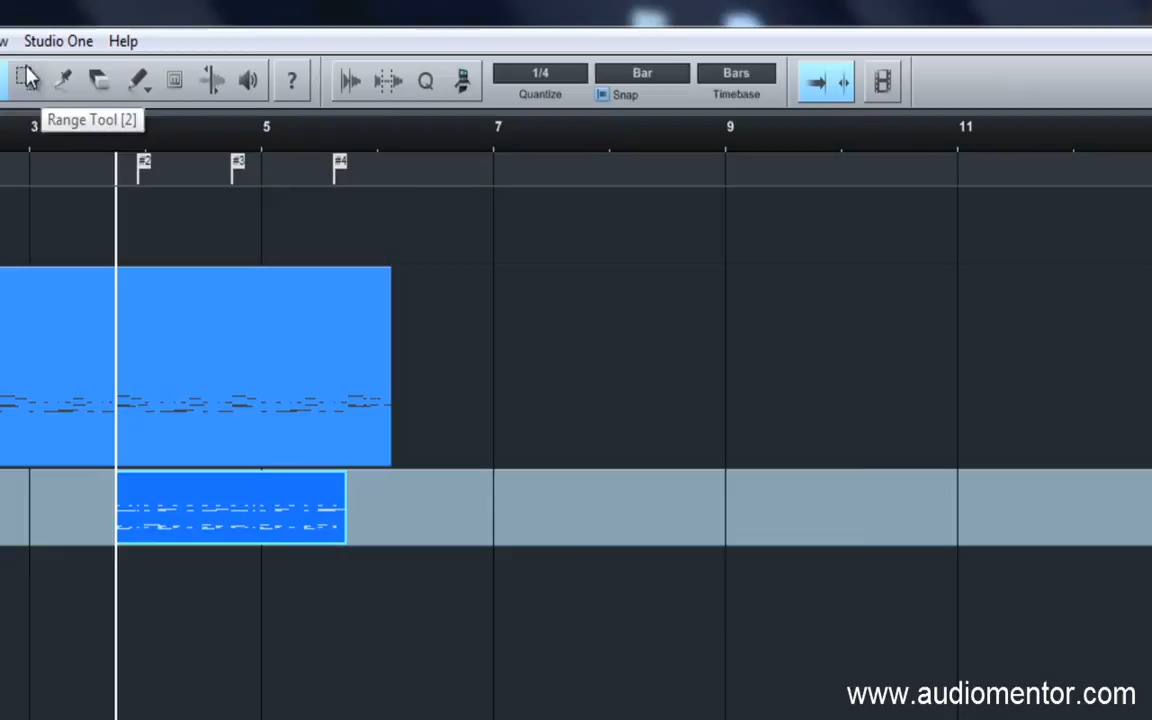 w Studio One Help
? Q 1/4 Bar Bars
Quantize Snap Timebase
Range Tool [2]
3 5 7 9 11
#2 #3 #4
www.audiomentor.com